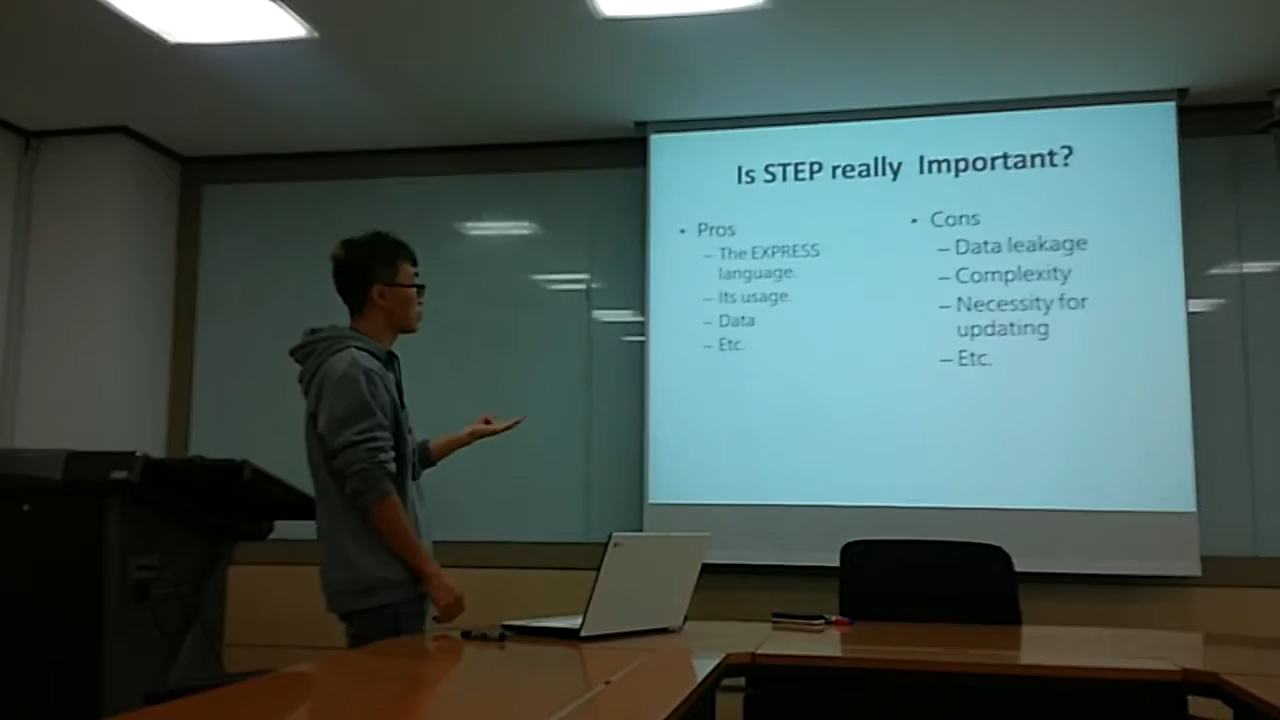 Is STEP really Important?
• Pros
– The EXPRESS
language.
– Its usage.
– Data
– Etc.
• Cons
– Data leakage
– Complexity
– Necessity for
updating
– Etc.